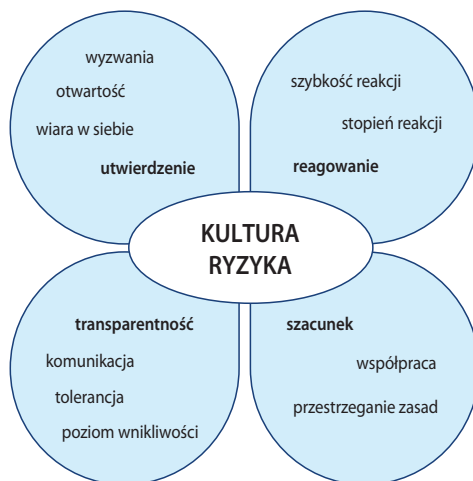 wyzwania
otwartość
wiara w siebie
utwierdzenie
szybkość reakcji
stopień reakcji
reagowanie
KULTURA
RYZYKA
transparentność
komunikacja
tolerancja
poziom wnikliwości
szacunek
współpraca
przestrzeganie zasad